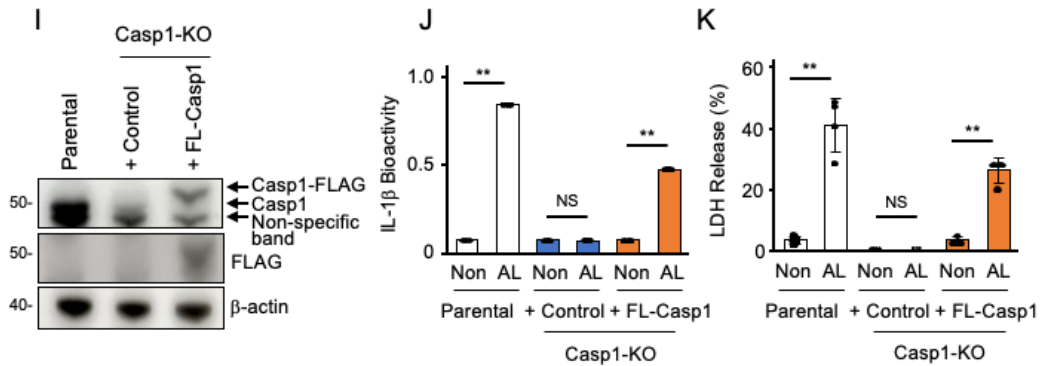 I
Casp1-KO
Parental
+ Control
+ FL-Casp1
50-
Casp1-FLAG
Casp1
Non-specific
band
50-
FLAG
40-
β-actin
J
IL-1β Bioactivity
1.0
0.5
0
**
NS
**
Non AL Non AL Non AL
Parental + Control + FL-Casp1
Casp1-KO
K
LDH Release (%)
60
40
20
0
**
NS
**
Non AL Non AL Non AL
Parental + Control + FL-Casp1
Casp1-KO